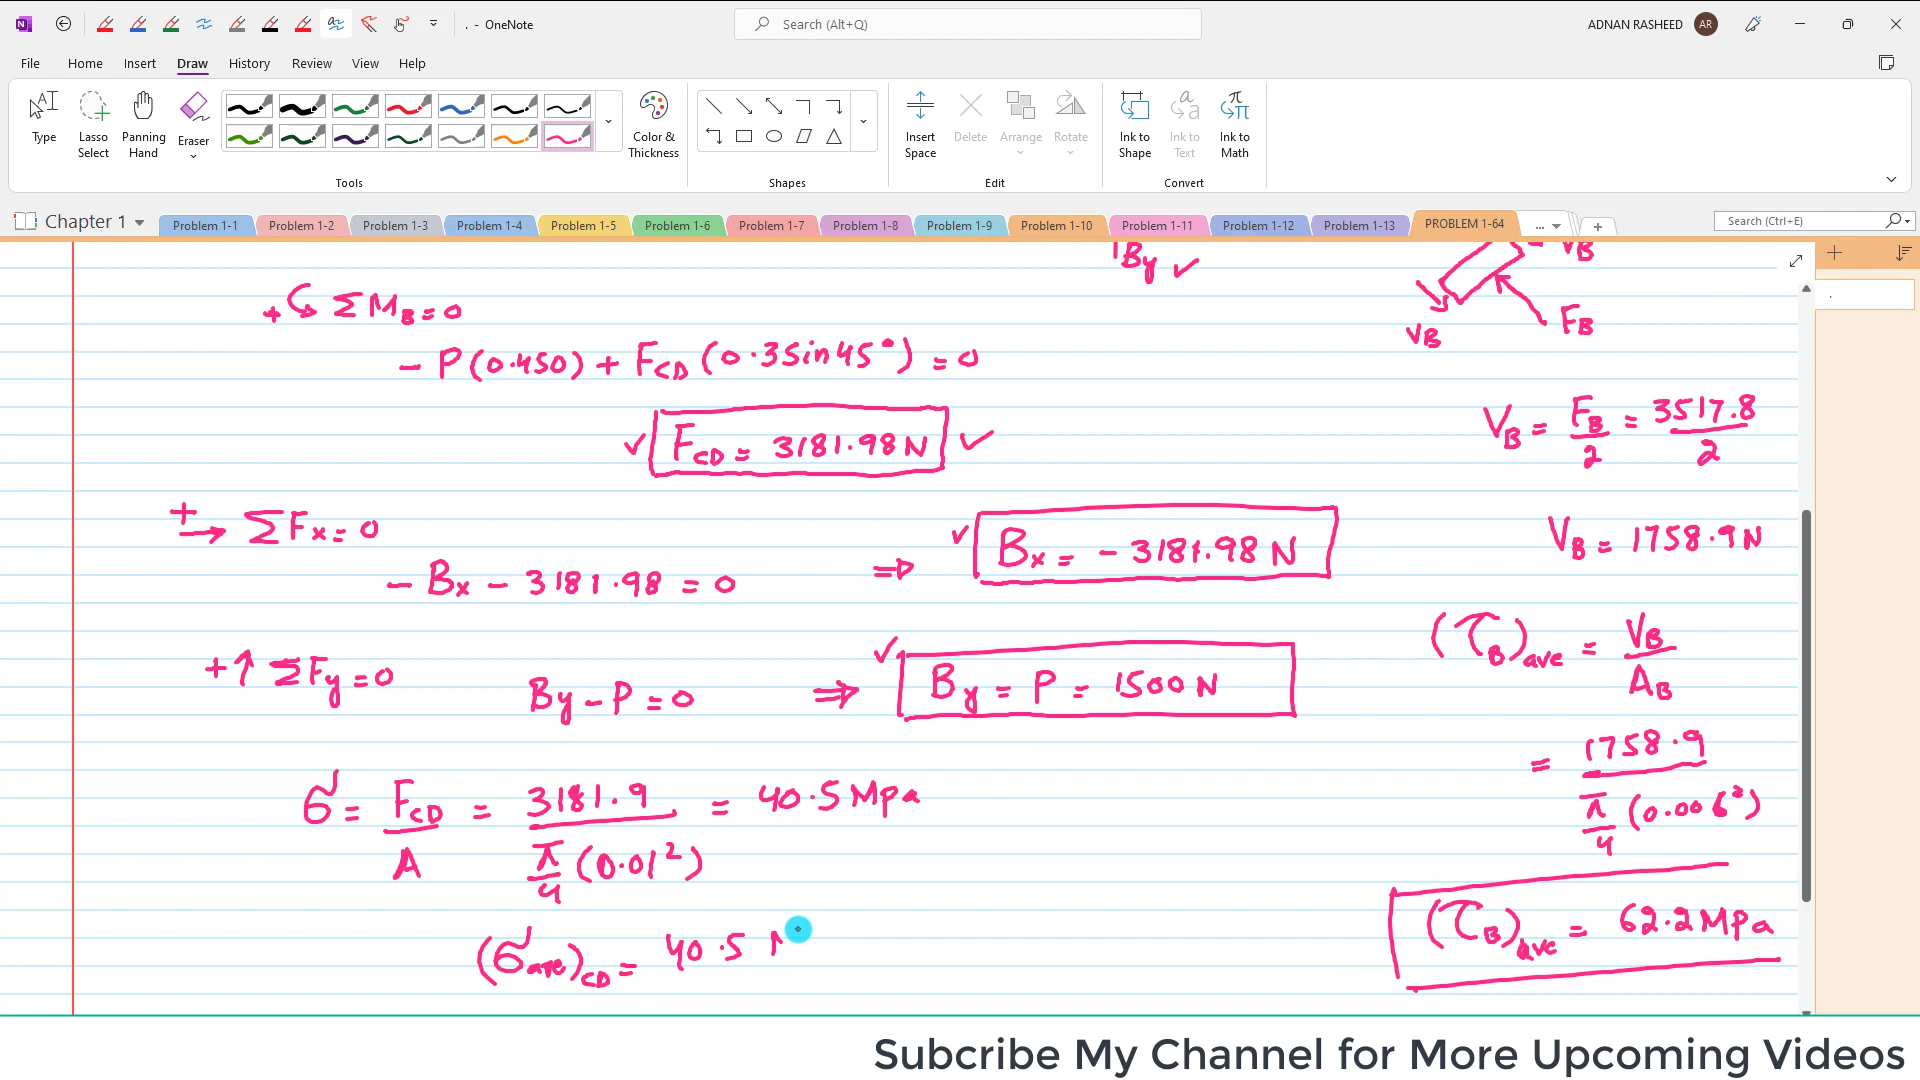 . - OneNote
Search (Alt+Q)
ADNAN RASHEED AR
File Home Insert Draw History Review View Help
Type
Lasso Select
Panning Hand
Eraser
Color & Thickness
Insert Space
Delete
Arrange
Rotate
Ink to Shape
Ink to Text
Ink to Math
Tools Shapes Edit Convert
Chapter 1 Problem 1-1 Problem 1-2 Problem 1-3 Problem 1-4 Problem 1-5 Problem 1-6 Problem 1-7 Problem 1-8 Problem 1-9 Problem 1-10 Problem 1-11 Problem 1-12 Problem 1-13 PROBLEM 1-64 ... Search (Ctrl+E)
By ✓
VB
VB
FB
+ ΣM_B = 0
- P(0.450) + F_CD (0.3 sin 45°) = 0
✓ F_CD = 3181.98 N ✓
+→ ΣFx = 0
- Bx - 3181.98 = 0 ⇒ ✓ Bx = - 3181.98 N
+↑ ΣFy = 0
By - P = 0 ⇒ ✓ By = P = 1500 N
σ = F_CD / A = 3181.9 / (π/4 (0.01²)) = 40.5 Mpa
(σ_ave)_CD = 40.5
V_B = F_B / 2 = 3517.8 / 2
V_B = 1758.9 N
(τ_B)_ave = V_B / A_B
= 1758.9 / (π/4 (0.006²))
(τ_B)_ave = 62.2 Mpa
Subcribe My Channel for More Upcoming Videos